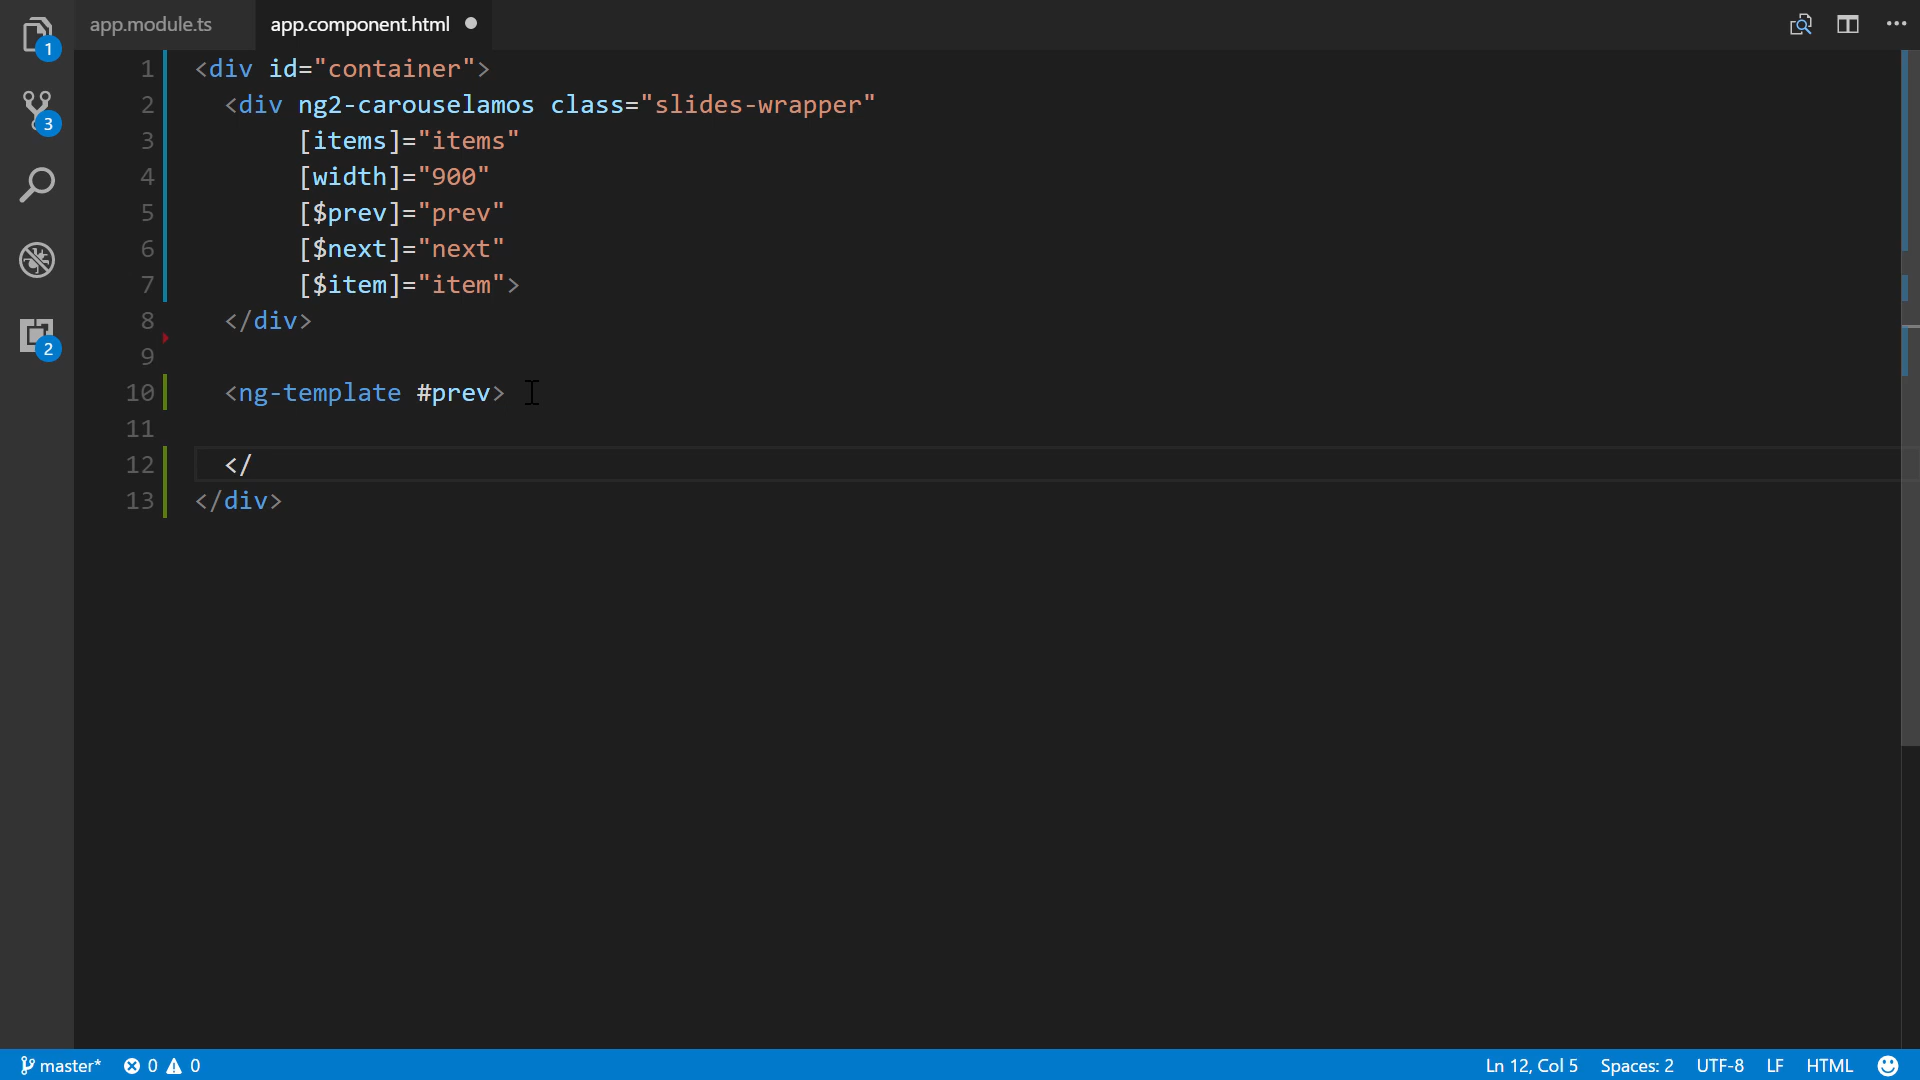 app.module.ts app.component.html
1 <div id="container">
2 <div ng2-carouselamos class="slides-wrapper"
3 [items]="items"
4 [width]="900"
5 [$prev]="prev"
6 [$next]="next"
7 [$item]="item">
8 </div>
9
10 <ng-template #prev>
11
12 </
13 </div>
1
3
2
master* 0 0 Ln 12, Col 5 Spaces: 2 UTF-8 LF HTML